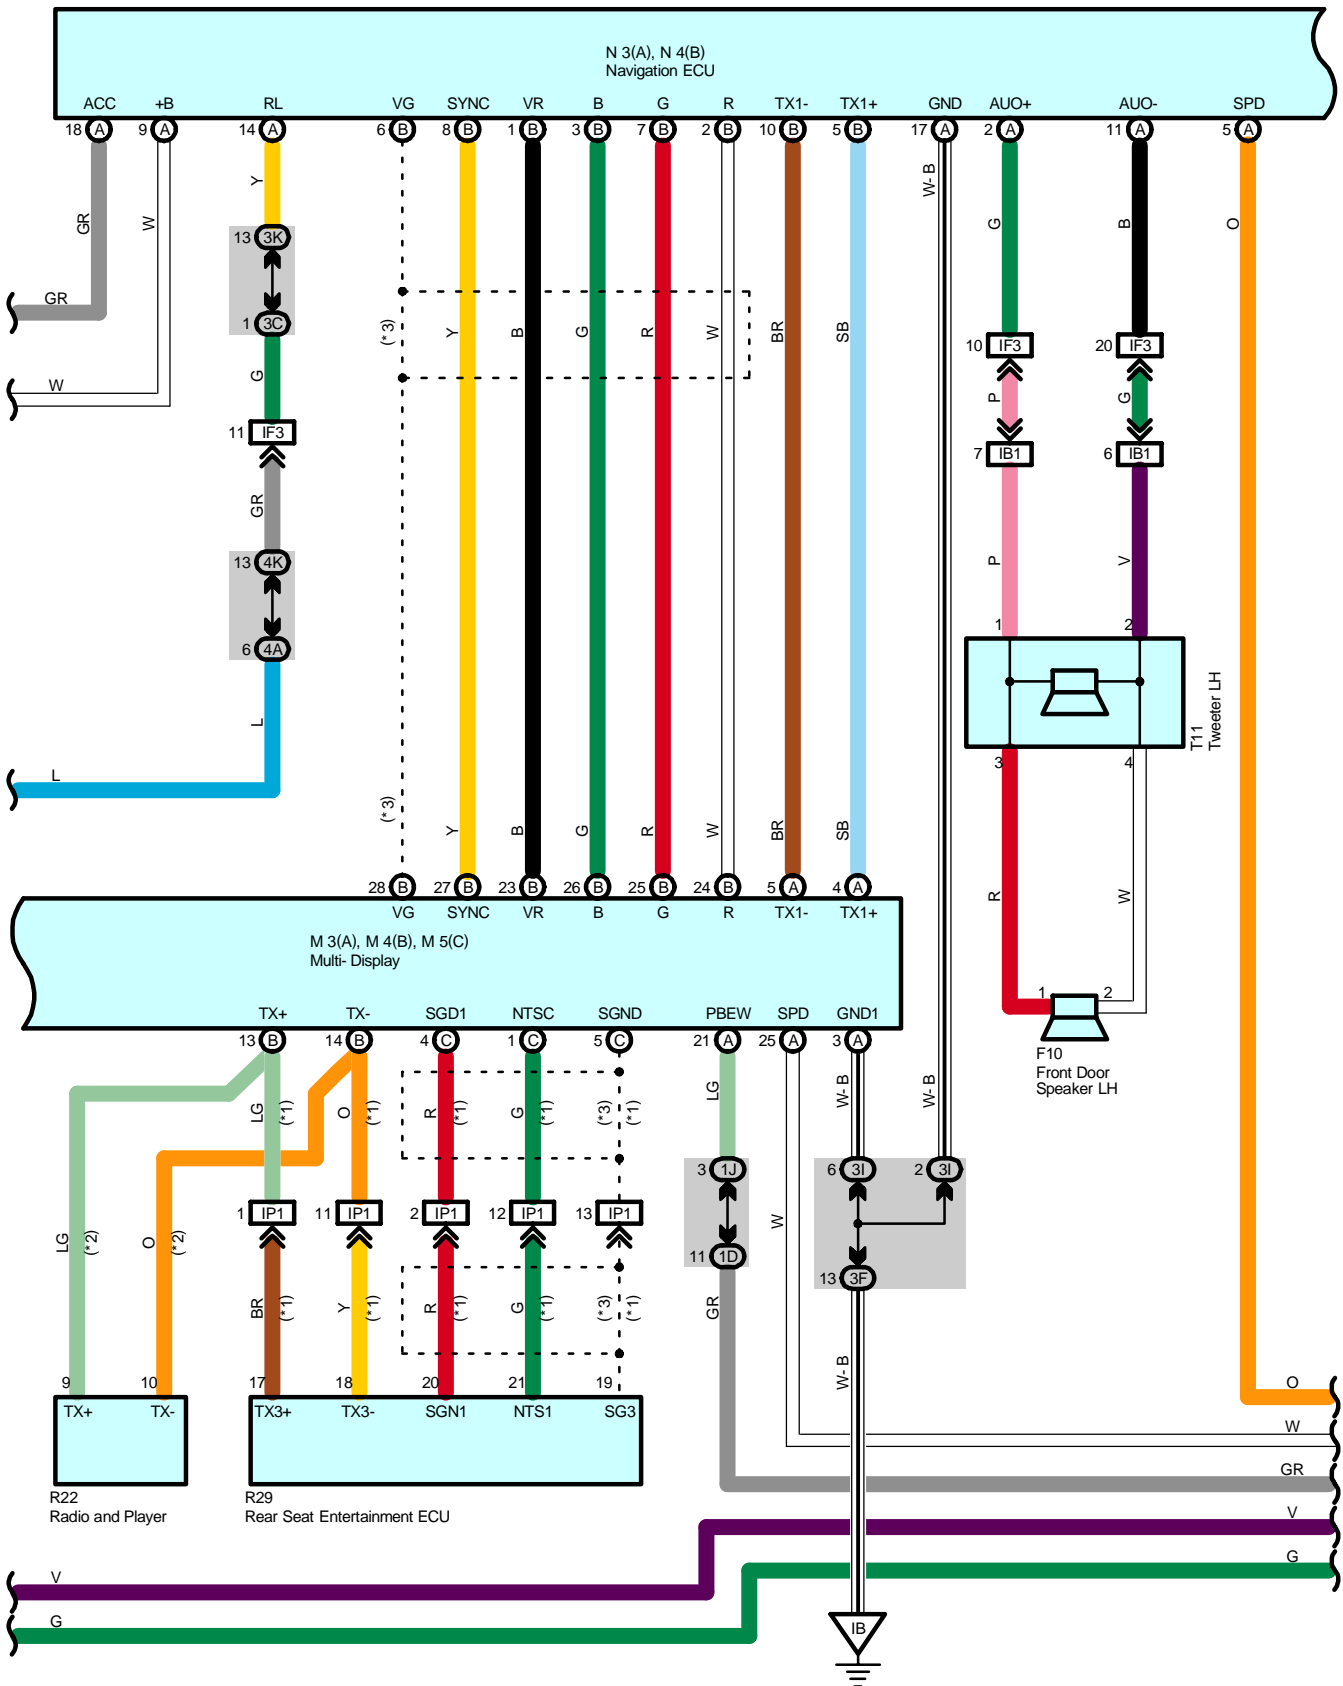 N 3(A), N 4(B)
Navigation ECU
ACC +B RL VG SYNC VR B G R TX1- TX1+ GND AUO+ AUO- SPD
18 A 9 A 14 A 6 B 8 B 1 B 3 B 7 B 2 B 10 B 5 B 17 A 2 A 11 A 5 A
GR W Y W-B G B O
13 3K
GR
1 3C
(*3) Y B G R W BR SB
10 IF3 20 IF3
W
G
P G
11 IF3
7 IB1 6 IB1
GR
13 4K
P V
6 4A
1 2
L
T11
Tweeter LH
3 4
L
(*3) Y B G R W BR SB
28 B 27 B 23 B 26 B 25 B 24 B 5 A 4 A
VG SYNC VR B G R TX1- TX1+
R W
M 3(A), M 4(B), M 5(C)
Multi-Display
1 2
TX+ TX- SGD1 NTSC SGND PBEW SPD GND1
13 B 14 B 4 C 1 C 5 C 21 A 25 A 3 A
F10
Front Door
Speaker LH
LG (*1) O (*1) R (*1) G (*1) (*3) (*1) LG W-B W-B
3 1J 6 3I 2 3I
1 IP1 11 IP1 2 IP1 12 IP1 13 IP1
LG (*2) O (*2) W
11 1D 13 3F
BR (*1) Y (*1) R (*1) G (*1) (*3) (*1) GR
W-B
9 10 17 18 20 21 19
O
TX+ TX- TX3+ TX3- SGN1 NTS1 SG3
W
GR
R22
Radio and Player
R29
Rear Seat Entertainment ECU
V
G
V
G
IB